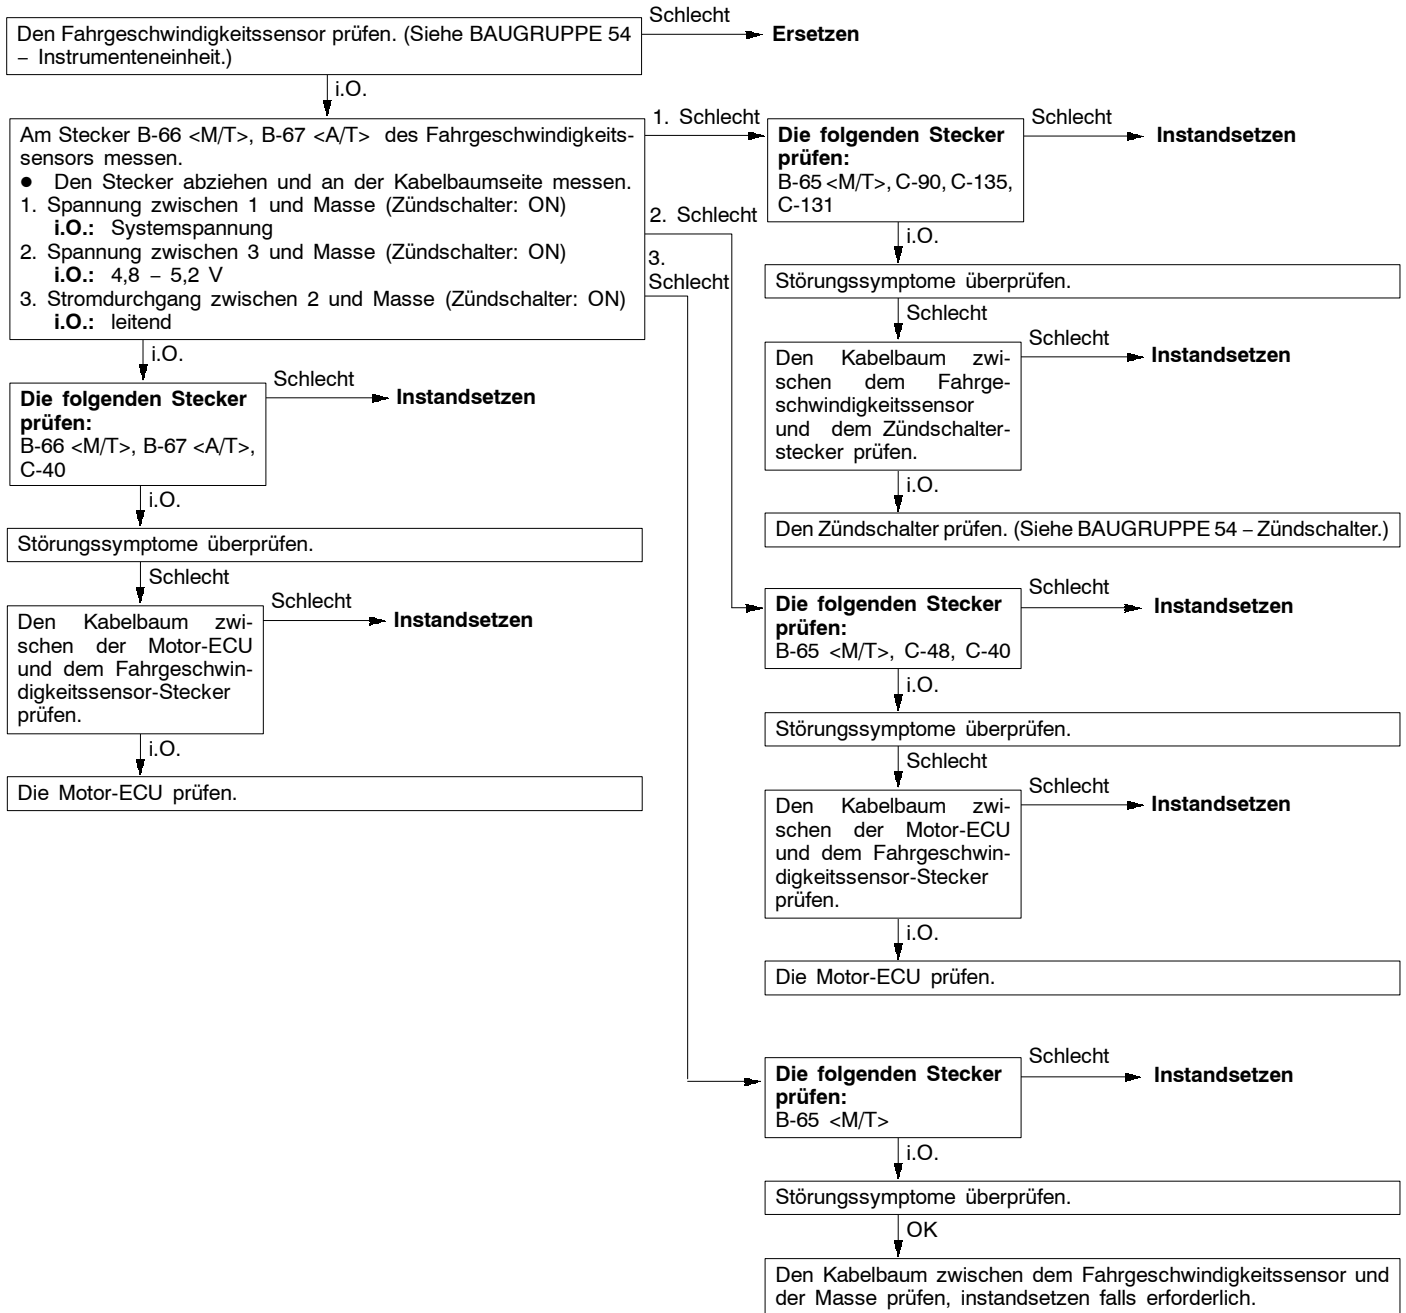 Den Fahrgeschwindigkeitssensor prüfen. (Siehe BAUGRUPPE 54
– Instrumenteneinheit.)
Schlecht
Ersetzen
i.O.
Am Stecker B-66 <M/T>, B-67 <A/T> des Fahrgeschwindigkeits-
sensors messen.
● Den Stecker abziehen und an der Kabelbaumseite messen.
1. Spannung zwischen 1 und Masse (Zündschalter: ON)
i.O.: Systemspannung
2. Spannung zwischen 3 und Masse (Zündschalter: ON)
i.O.: 4,8 – 5,2 V
3. Stromdurchgang zwischen 2 und Masse (Zündschalter: ON)
i.O.: leitend
i.O.
Die folgenden Stecker
prüfen:
B-66 <M/T>, B-67 <A/T>,
C-40
Schlecht
Instandsetzen
i.O.
Störungssymptome überprüfen.
Schlecht
Den Kabelbaum zwi-
schen der Motor-ECU
und dem Fahrgeschwin-
digkeitssensor-Stecker
prüfen.
Schlecht
Instandsetzen
i.O.
Die Motor-ECU prüfen.
1. Schlecht
Die folgenden Stecker
prüfen:
B-65 <M/T>, C-90, C-135,
C-131
Schlecht
Instandsetzen
i.O.
Störungssymptome überprüfen.
Schlecht
Den Kabelbaum zwi-
schen dem Fahrge-
schwindigkeitssensor
und dem Zündschalter-
stecker prüfen.
Schlecht
Instandsetzen
i.O.
Den Zündschalter prüfen. (Siehe BAUGRUPPE 54 – Zündschalter.)
2. Schlecht
Die folgenden Stecker
prüfen:
B-65 <M/T>, C-48, C-40
Schlecht
Instandsetzen
i.O.
Störungssymptome überprüfen.
Schlecht
Den Kabelbaum zwi-
schen der Motor-ECU
und dem Fahrgeschwin-
digkeitssensor-Stecker
prüfen.
Schlecht
Instandsetzen
i.O.
Die Motor-ECU prüfen.
3.
Schlecht
Die folgenden Stecker
prüfen:
B-65 <M/T>
Schlecht
Instandsetzen
i.O.
Störungssymptome überprüfen.
OK
Den Kabelbaum zwischen dem Fahrgeschwindigkeitssensor und
der Masse prüfen, instandsetzen falls erforderlich.